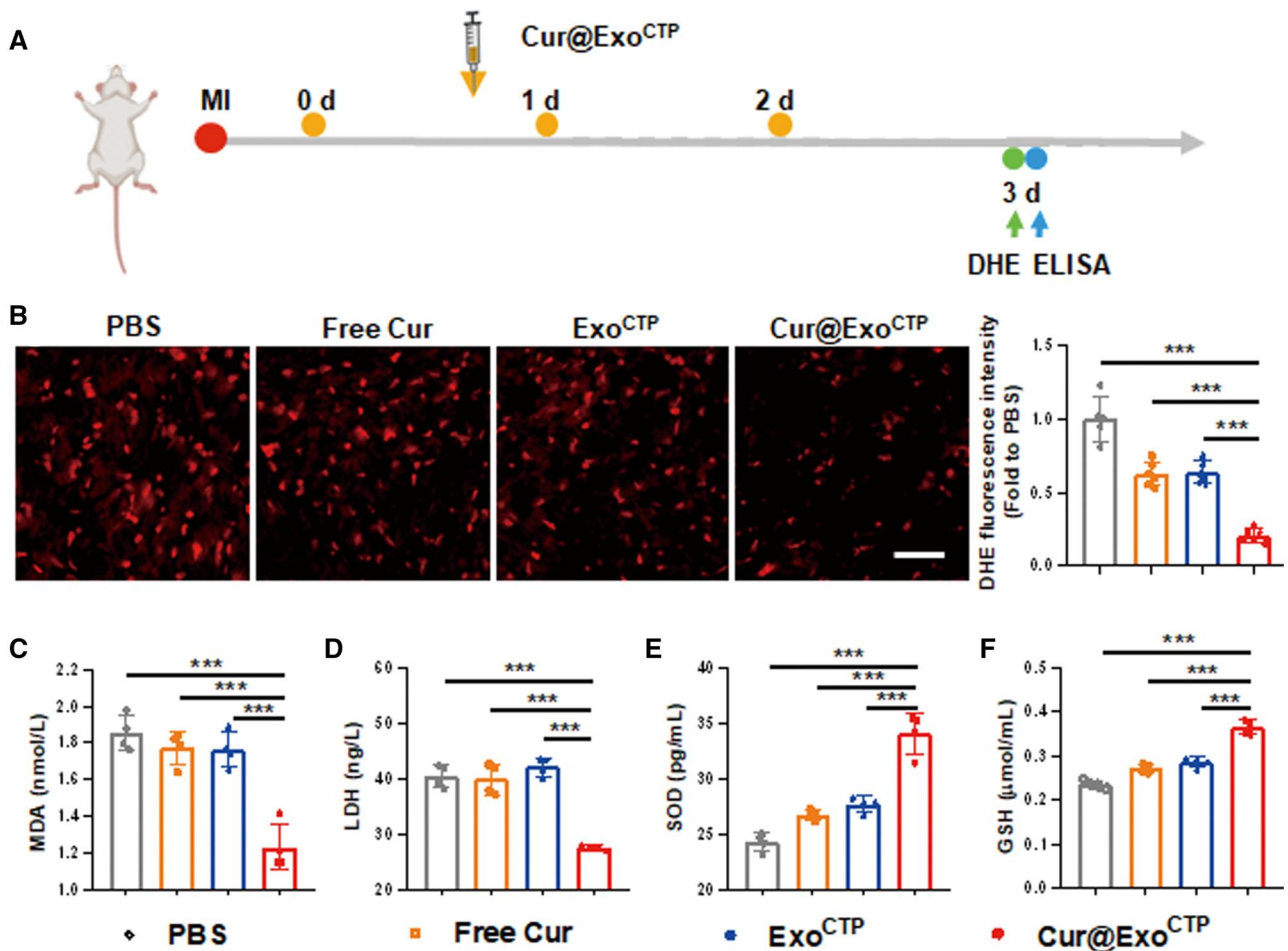 A
Cur@Exo^CTP
MI
0 d
1 d
2 d
3 d
DHE ELISA
B
PBS
Free Cur
Exo^CTP
Cur@Exo^CTP
DHE fluorescence intensity
(Fold to PBS)
1.5
1.0
0.5
0.0
***
***
***
C
MDA (nmol/L)
2.2
2.0
1.8
1.6
1.4
1.2
1.0
***
***
***
D
LDH (ng/L)
60
50
40
30
20
***
***
***
E
SOD (pg/mL)
40
35
30
25
20
***
***
***
F
GSH (μmol/mL)
0.5
0.4
0.3
0.2
0.1
0.0
***
***
***
PBS
Free Cur
Exo^CTP
Cur@Exo^CTP